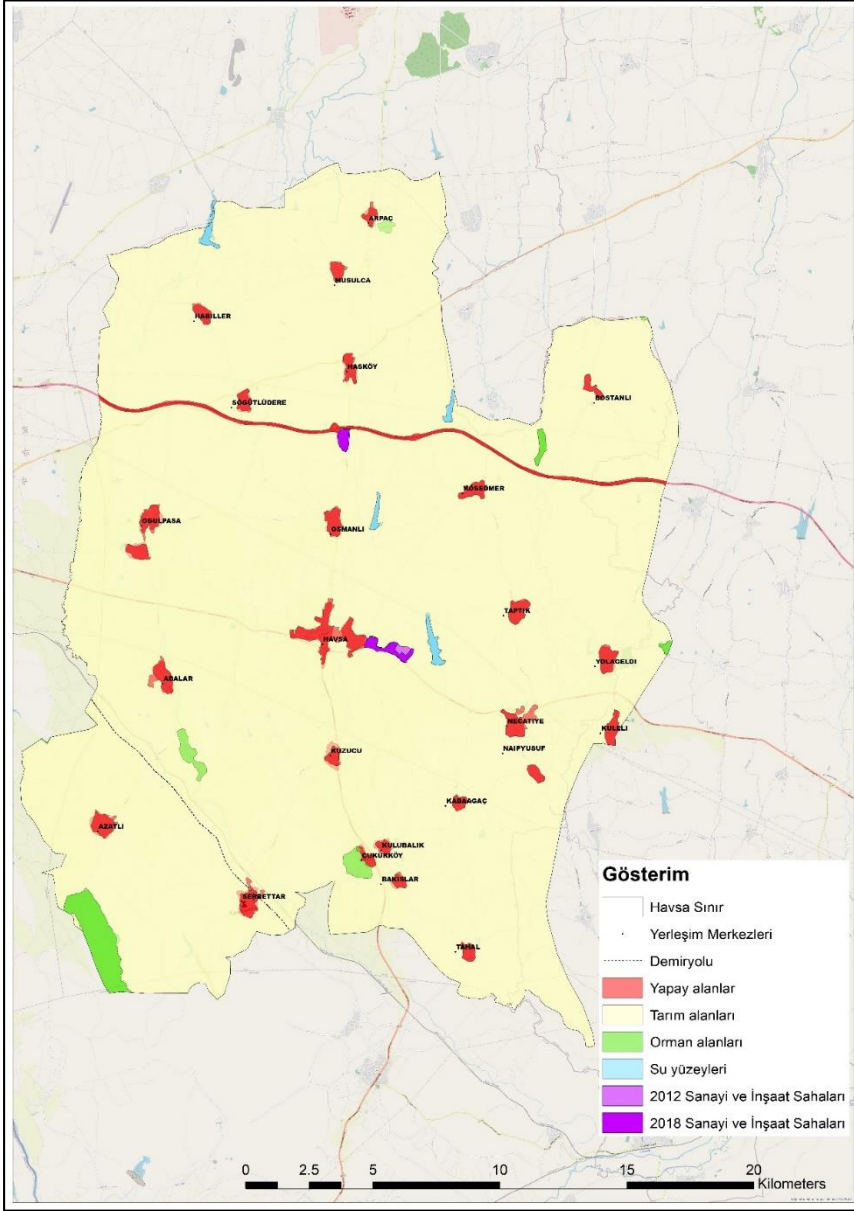 ARPAÇ
MUSULCA
HABILLER
HASKÖY
BOSTANLI
SÖGÜTLÜDERE
KÖSEÖMER
OGULPASA
OSMANLI
TAPTIK
HAVSA
YOLAGELDI
ABALAR
NECATIYE
KULELI
KUZUCU
NAIPYUSUF
KABAAGAÇ
AZATLI
KULUBALIK
ÇUKURKÖY
BAKISLAR
SERBETTAR
TAHAL
Gösterim
Havsa Sınır
Yerleşim Merkezleri
Demiryolu
Yapay alanlar
Tarım alanları
Orman alanları
Su yüzeyleri
2012 Sanayi ve İnşaat Sahaları
2018 Sanayi ve İnşaat Sahaları
0 2.5 5 10 15 20
Kilometers